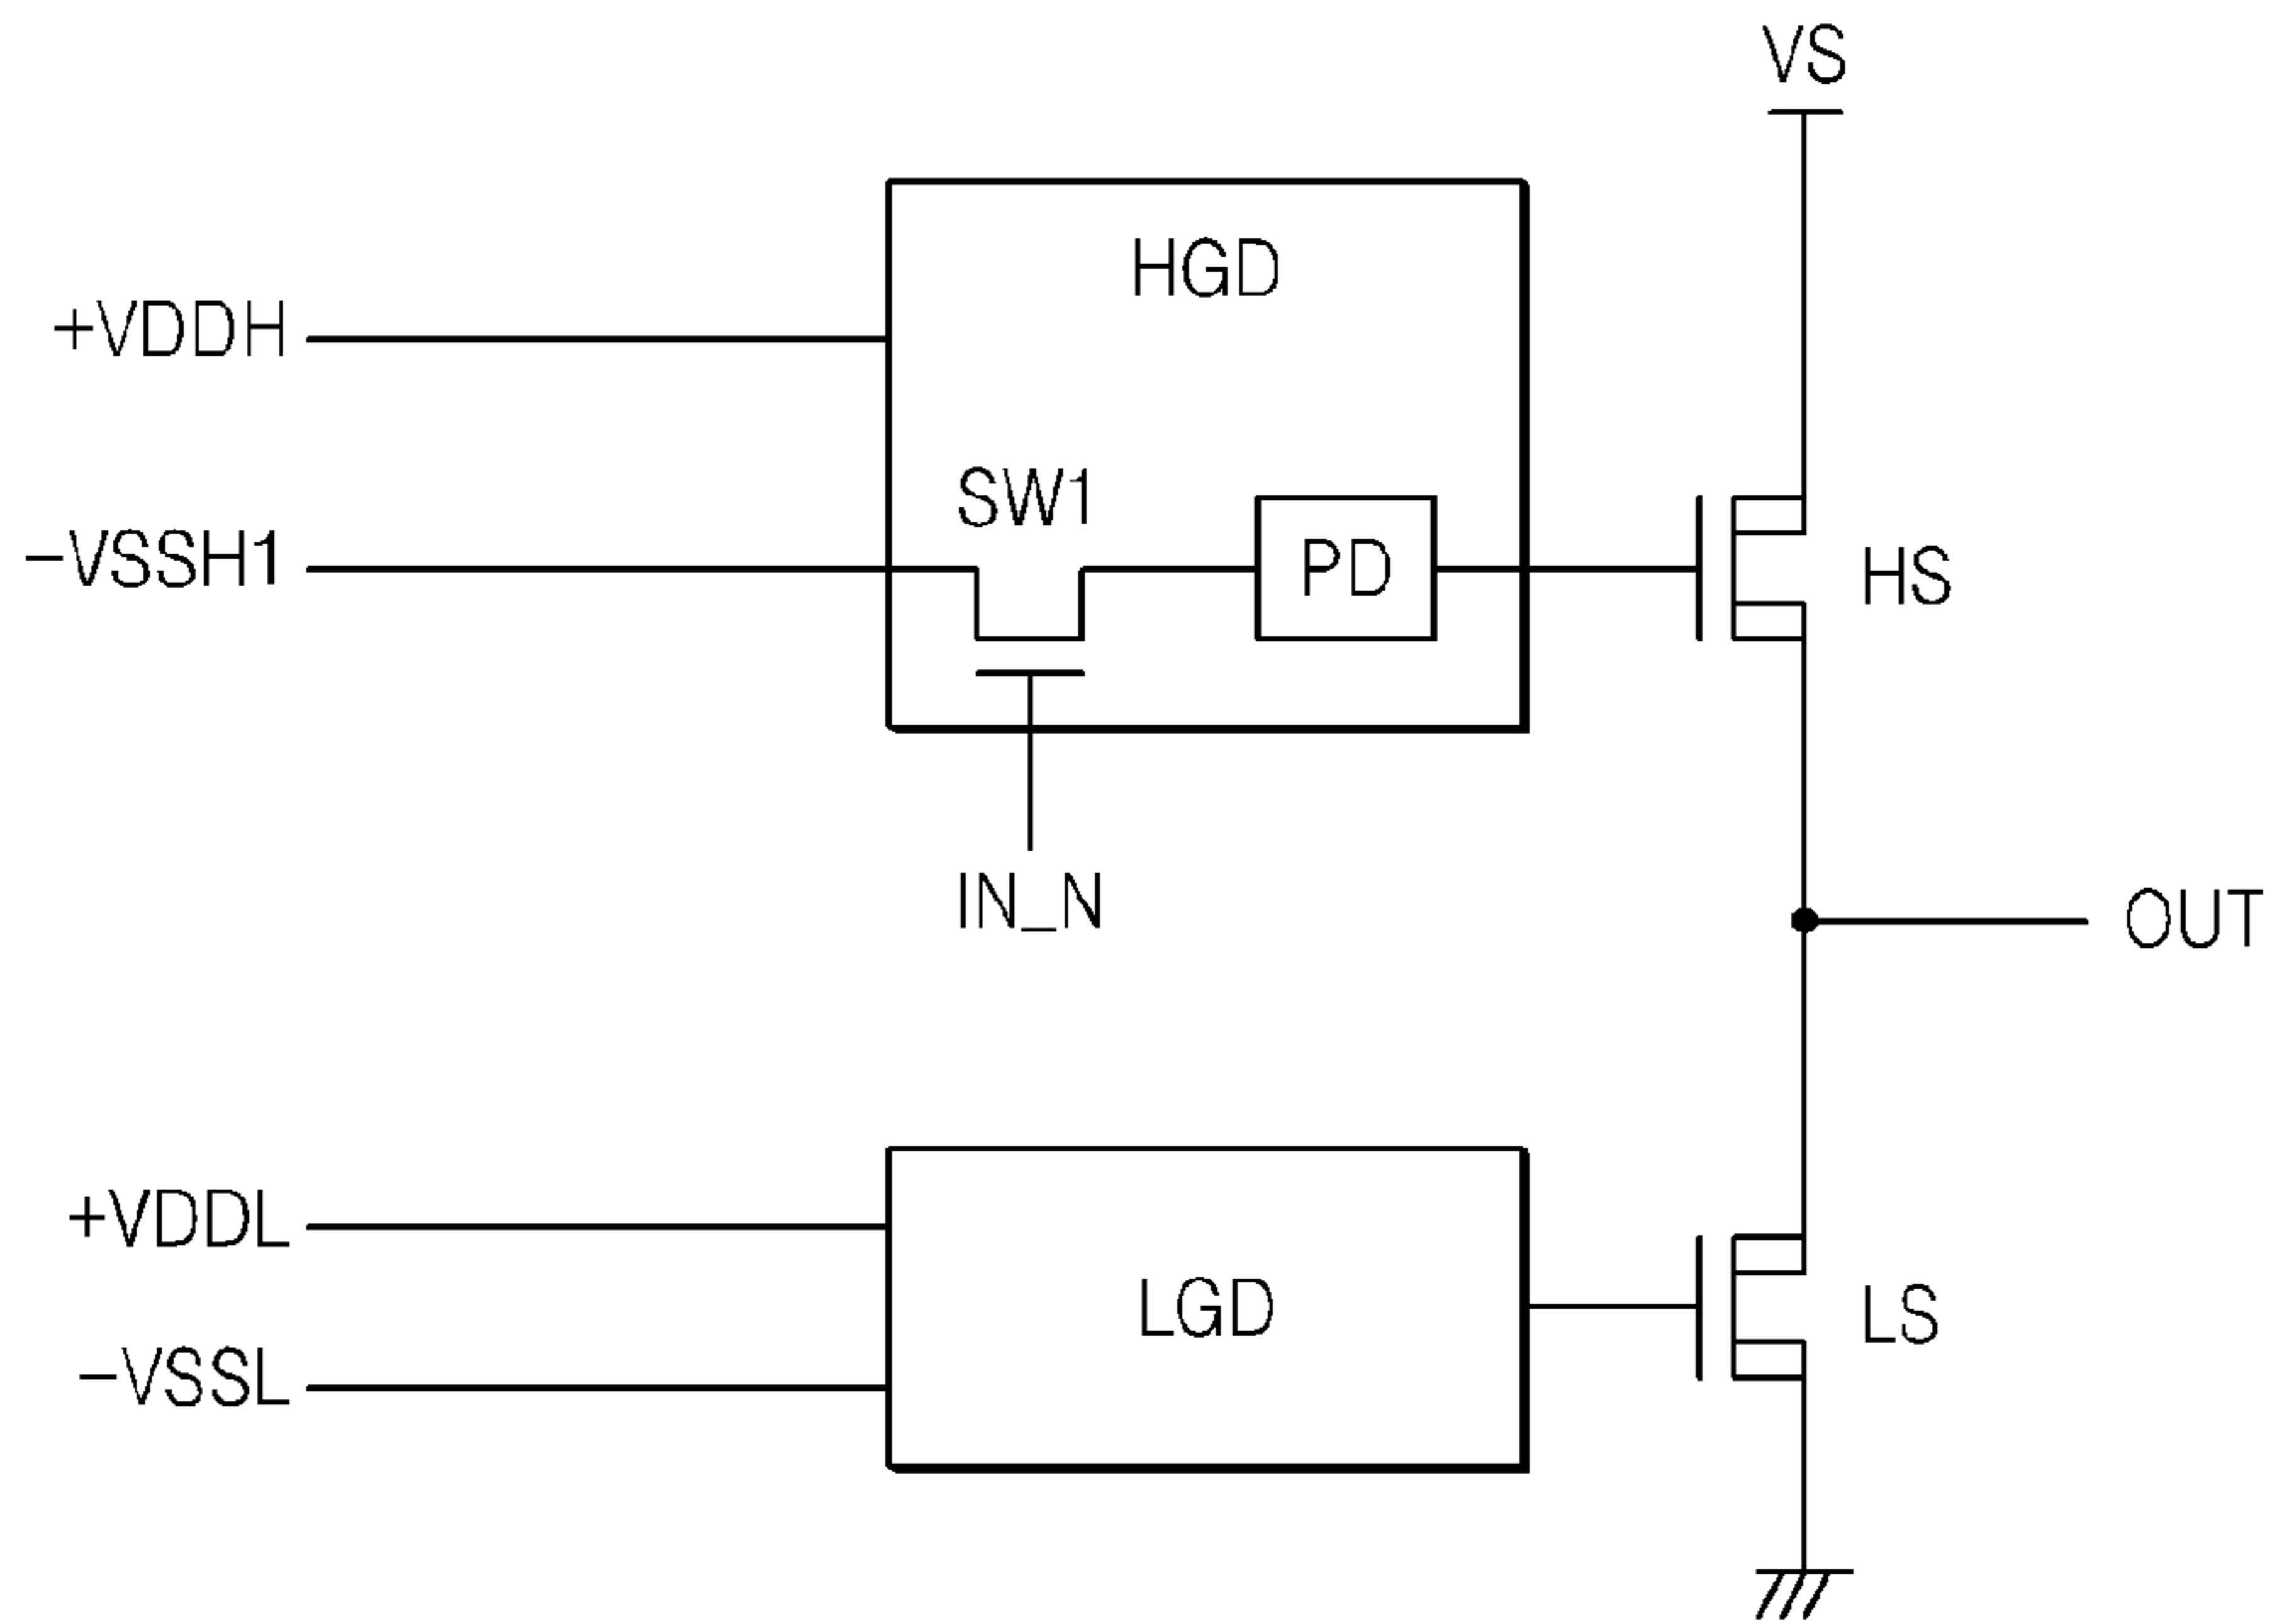 VS
HGD
+VDDH
SW1
-VSSH1
PD
HS
IN_N
OUT
+VDDL
LGD
LS
-VSSL